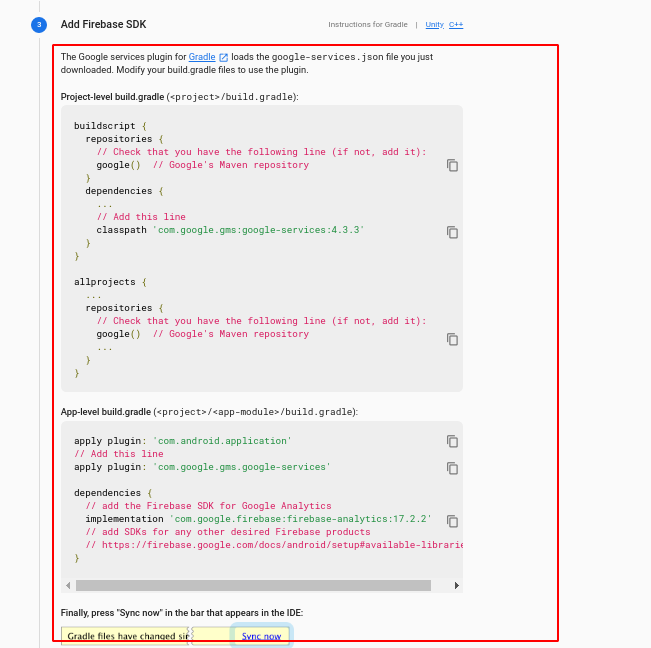 3 Add Firebase SDK Instructions for Gradle | Unity C++
The Google services plugin for Gradle loads the google-services.json file you just
downloaded. Modify your build.gradle files to use the plugin.
Project-level build.gradle (<project>/build.gradle):
buildscript {
  repositories {
    // Check that you have the following line (if not, add it):
    google()  // Google's Maven repository
  }
  dependencies {
    ...
    // Add this line
    classpath 'com.google.gms:google-services:4.3.3'
  }
}
allprojects {
  ...
  repositories {
    // Check that you have the following line (if not, add it):
    google()  // Google's Maven repository
    ...
  }
}
App-level build.gradle (<project>/<app-module>/build.gradle):
apply plugin: 'com.android.application'
// Add this line
apply plugin: 'com.google.gms.google-services'
dependencies {
  // add the Firebase SDK for Google Analytics
  implementation 'com.google.firebase:firebase-analytics:17.2.2'
  // add SDKs for any other desired Firebase products
  // https://firebase.google.com/docs/android/setup#available-librarie
}
Finally, press "Sync now" in the bar that appears in the IDE:
Gradle files have changed sin Sync now